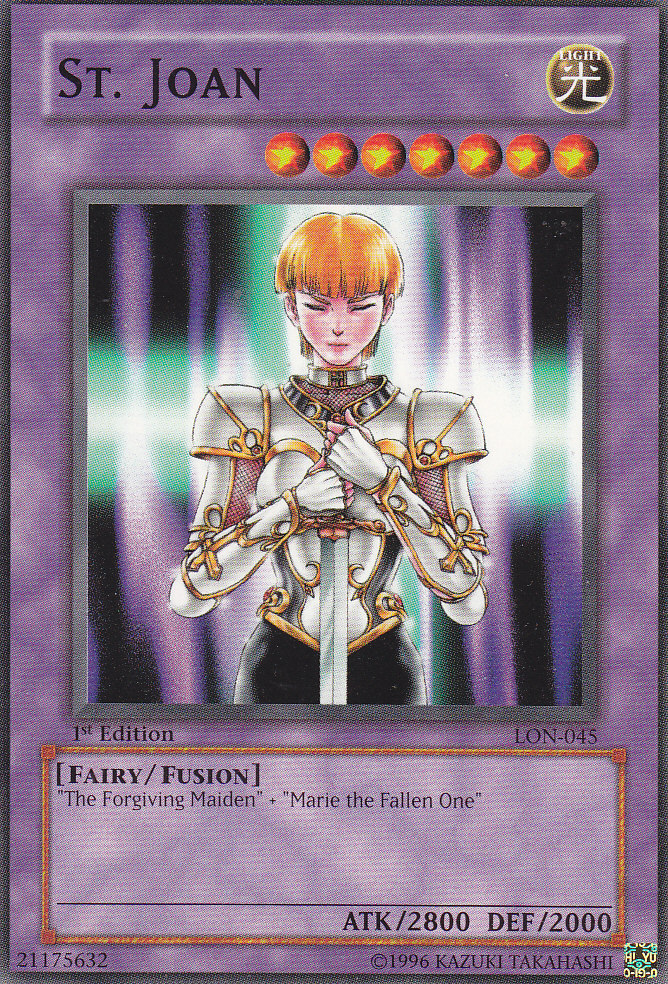 St. Joan
LIGHT
光
1st Edition
LON-045
[Fairy/Fusion]
"The Forgiving Maiden" + "Marie the Fallen One"
ATK/2800 DEF/2000
21175632
©1996 KAZUKI TAKAHASHI